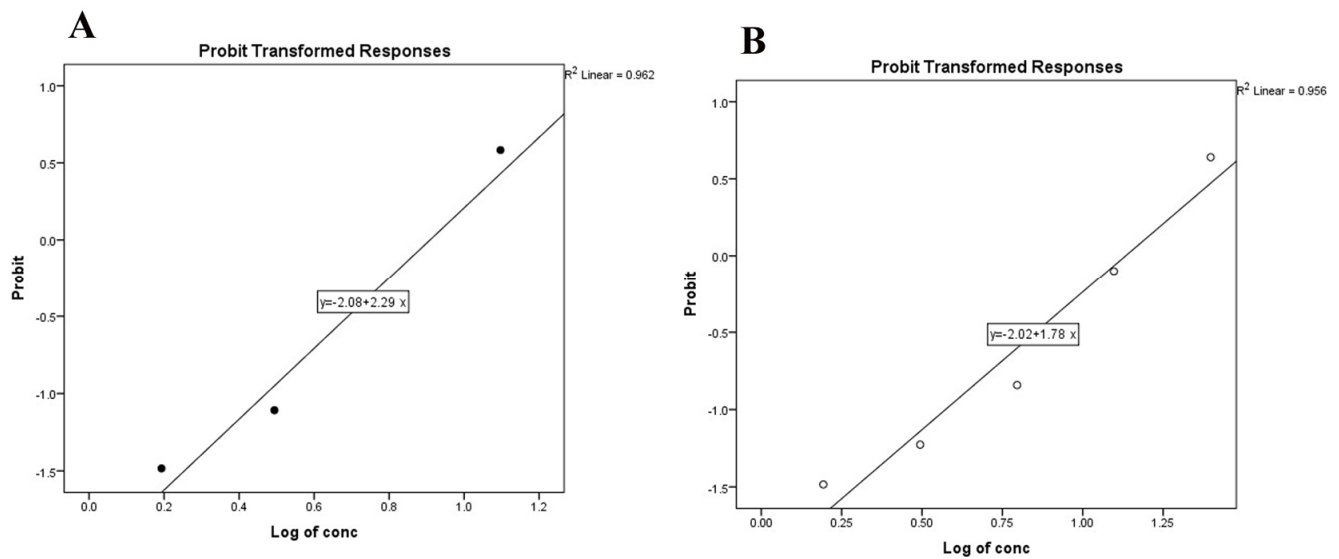 A
Probit Transformed Responses
R2 Linear = 0.962
1.0
0.5
0.0
-0.5
-1.0
-1.5
Probit
y=-2.08+2.29 x
0.0 0.2 0.4 0.6 0.8 1.0 1.2
Log of conc
B
Probit Transformed Responses
R2 Linear = 0.956
1.0
0.5
0.0
-0.5
-1.0
-1.5
Probit
y=-2.02+1.78 x
0.00 0.25 0.50 0.75 1.00 1.25
Log of conc